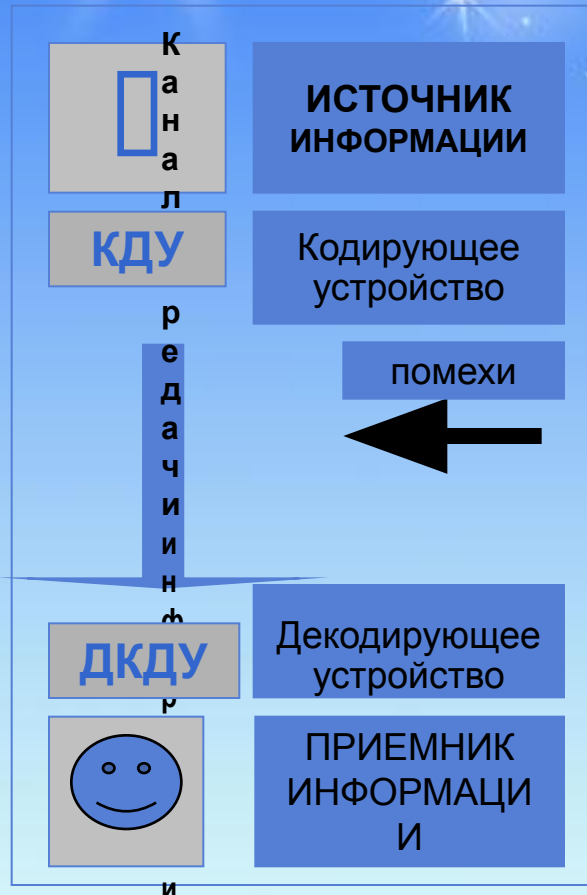 К
а
н
а
л
ИСТОЧНИК
ИНФОРМАЦИИ
КДУ
Кодирующее
устройство
р
е
д
а
ч
и
и
н
ф
р
и
помехи
ДКДУ
Декодирующее
устройство
ПРИЕМНИК
ИНФОРМАЦИ
И